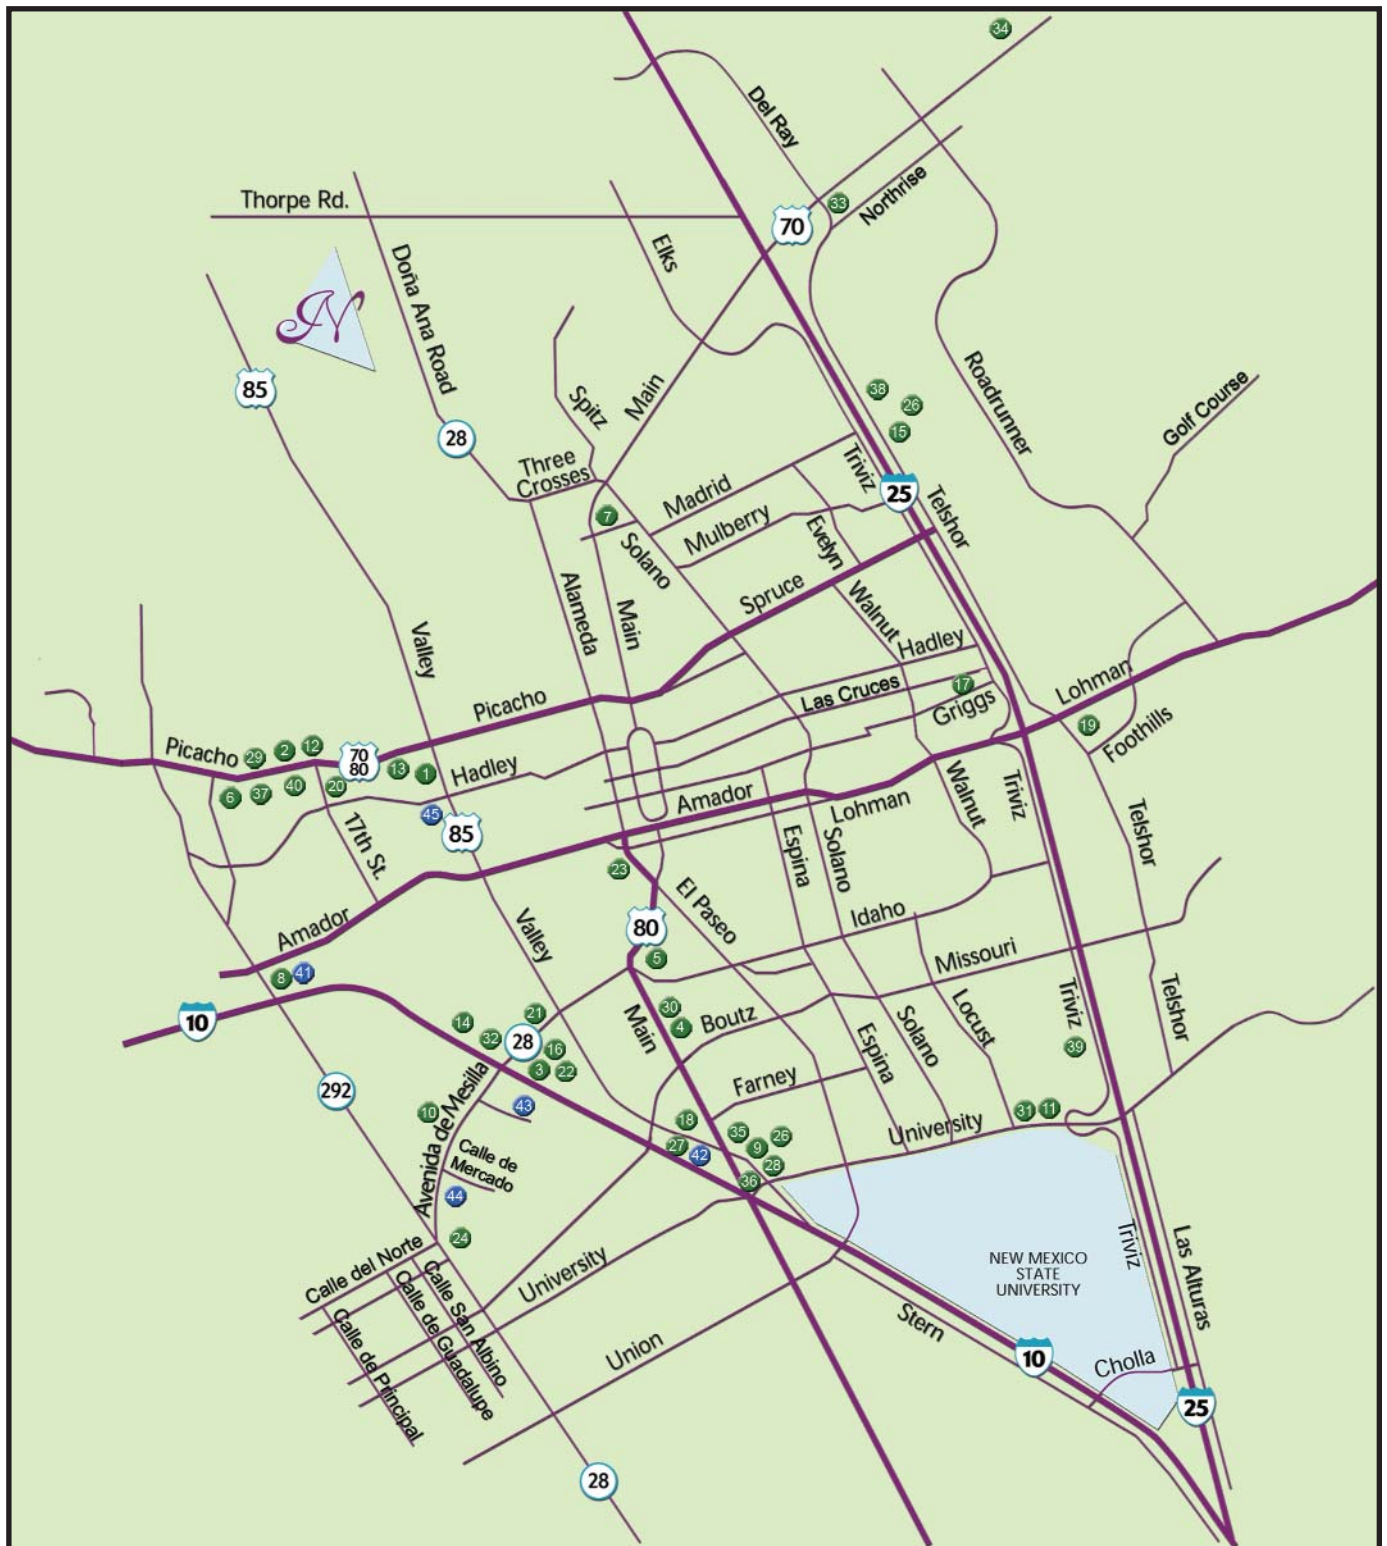 34
Del Ray
Thorpe Rd.
33
Northrise
70
Elks
Doña Ana Road
N
85
38
26
15
Roadrunner
Golf Course
Spitz
Main
28
Three
Crosses
Triviz
25
Telshor
Madrid
7
Mulberry
Evelyn
Solano
Alameda
Main
Spruce
Walnut
Valley
Hadley
Las Cruces
17
Griggs
Lohman
19
Foothills
Picacho
Picacho
29
2
12
70
80
13
1
Hadley
6
37
40
20
45
85
17th St.
Amador
Lohman
Walnut
Triviz
Telshor
Espina
Solano
23
El Paseo
Amador
Valley
80
Idaho
5
Missouri
8
41
10
14
21
32
28
16
3
22
30
4
Main
Boutz
Espina
Solano
Locust
Triviz
39
Telshor
292
Farney
10
43
Avenida de Mesilla
Calle de
Mercado
44
18
27
42
35
9
26
28
36
University
31
11
24
Calle del Norte
University
Calle San Albino
Calle de Guadalupe
Calle de Principal
Union
NEW MEXICO
STATE
UNIVERSITY
Triviz
Las Alturas
Stern
10
Cholla
25
28